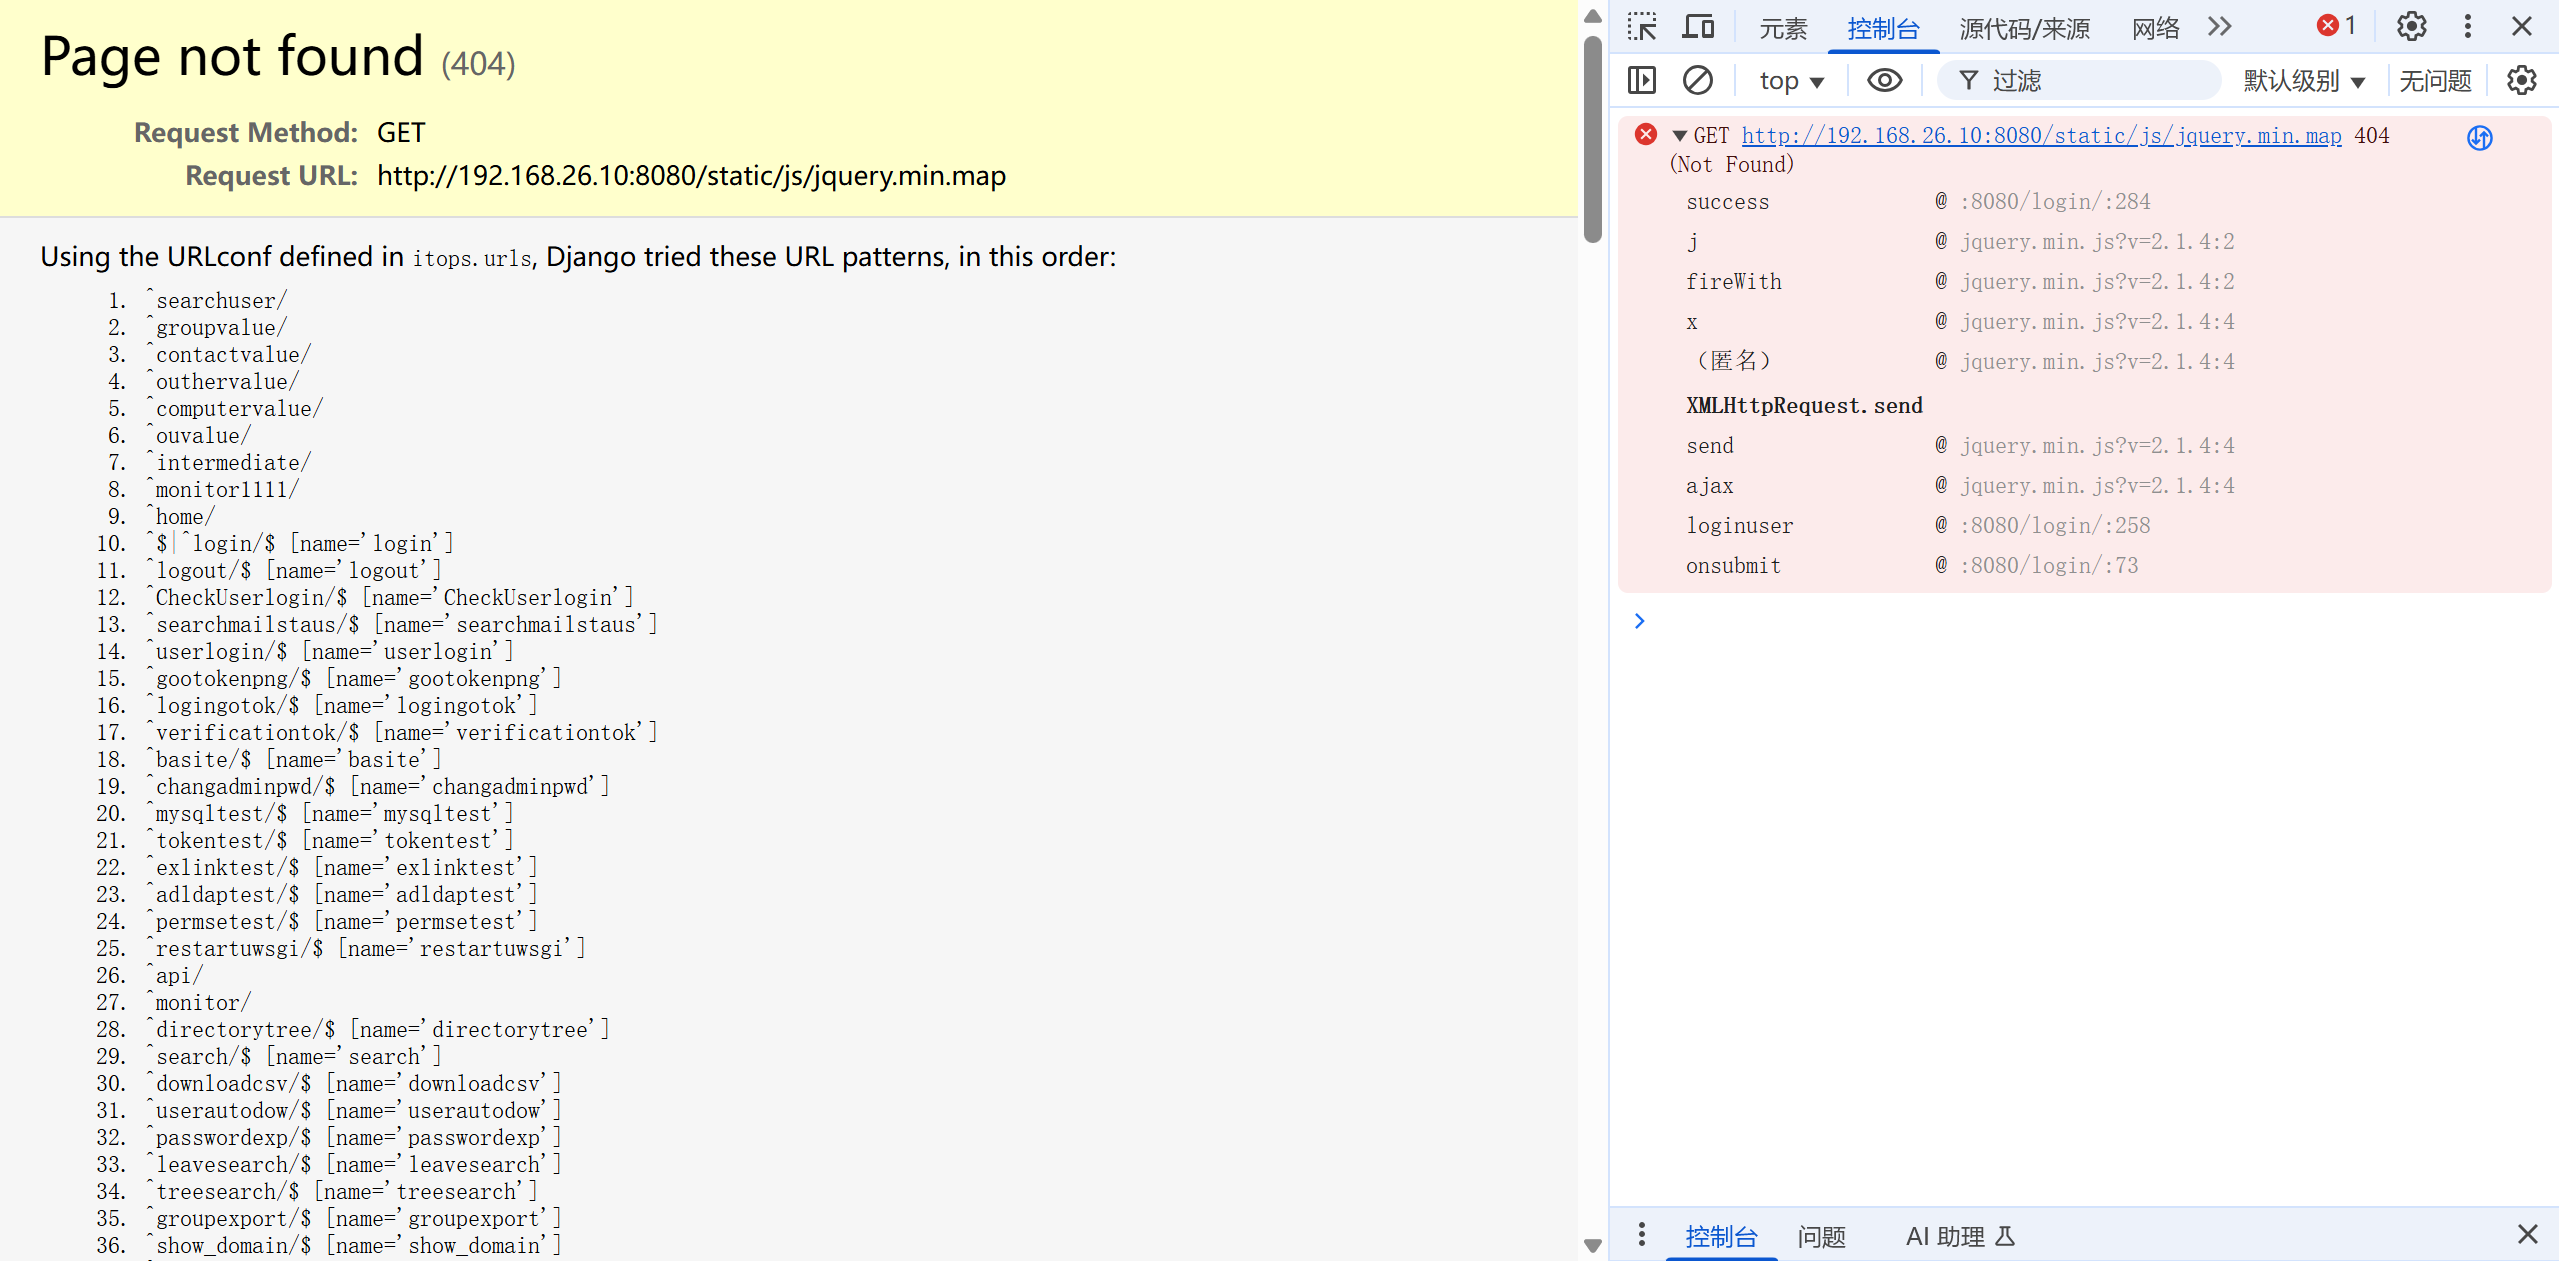 Page not found (404)
Request Method: GET
Request URL: http://192.168.26.10:8080/static/js/jquery.min.map
Using the URLconf defined in itops.urls, Django tried these URL patterns, in this order:
1. ^searchuser/
2. ^groupvalue/
3. ^contactvalue/
4. ^outhervalue/
5. ^computervalue/
6. ^ouvalue/
7. ^intermediate/
8. ^monitor1111/
9. ^home/
10. ^$|^login/$ [name='login']
11. ^logout/$ [name='logout']
12. ^CheckUserlogin/$ [name='CheckUserlogin']
13. ^searchmailstaus/$ [name='searchmailstaus']
14. ^userlogin/$ [name='userlogin']
15. ^gootokenpng/$ [name='gootokenpng']
16. ^logingotok/$ [name='logingotok']
17. ^verificationtok/$ [name='verificationtok']
18. ^basite/$ [name='basite']
19. ^changadminpwd/$ [name='changadminpwd']
20. ^mysqltest/$ [name='mysqltest']
21. ^tokentest/$ [name='tokentest']
22. ^exlinktest/$ [name='exlinktest']
23. ^adldaptest/$ [name='adldaptest']
24. ^permsetest/$ [name='permsetest']
25. ^restartuwsgi/$ [name='restartuwsgi']
26. ^api/
27. ^monitor/
28. ^directorytree/$ [name='directorytree']
29. ^search/$ [name='search']
30. ^downloadcsv/$ [name='downloadcsv']
31. ^userautodow/$ [name='userautodow']
32. ^passwordexp/$ [name='passwordexp']
33. ^leavesearch/$ [name='leavesearch']
34. ^treesearch/$ [name='treesearch']
35. ^groupexport/$ [name='groupexport']
36. ^show_domain/$ [name='show_domain']
元素 控制台 源代码/来源 网络 1
top 过滤 默认级别 无问题
GET http://192.168.26.10:8080/static/js/jquery.min.map 404
(Not Found)
success @ :8080/login/:284
j @ jquery.min.js?v=2.1.4:2
fireWith @ jquery.min.js?v=2.1.4:2
x @ jquery.min.js?v=2.1.4:4
（匿名） @ jquery.min.js?v=2.1.4:4
XMLHttpRequest.send
send @ jquery.min.js?v=2.1.4:4
ajax @ jquery.min.js?v=2.1.4:4
loginuser @ :8080/login/:258
onsubmit @ :8080/login/:73
控制台 问题 AI 助理